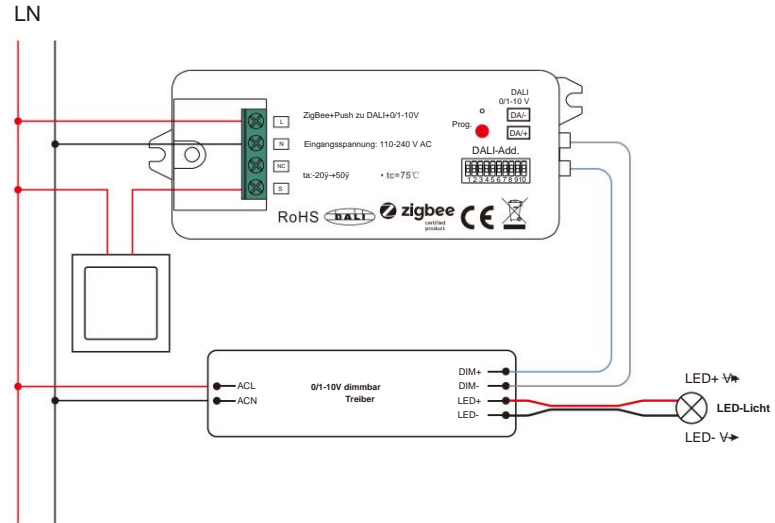 LN
DALI
0/1-10 V
L
ZigBee+Push zu DALI+0/1-10V
Prog.
DA/-
N
Eingangsspannung: 110-240 V AC
DA/+
DALI-Add.
NC
ta:-20ÿ→+50ÿ
• tc=75℃
1 2 3 4 5 6 7 8 9 10
S
RoHS
DALI
zigbee
certified
product
CE
DIM+
ACL
0/1-10V dimmbar
DIM-
ACN
Treiber
LED+
LED-
LED+ V+
LED-Licht
LED- V-